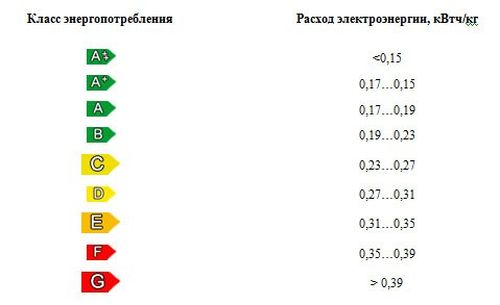 Класс энергопотребления Расход электроэнергии, кВтч/кг
A++ <0,15
A+ 0,17…0,15
A 0,17…0,19
B 0,19…0,23
C 0,23…0,27
D 0,27…0,31
E 0,31…0,35
F 0,35…0,39
G > 0,39